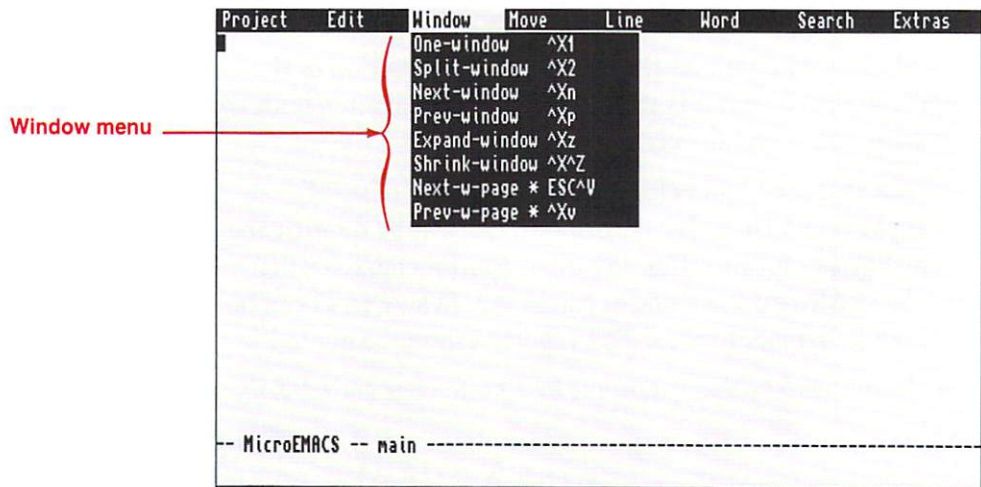 Project Edit Window Move Line Word Search Extras
One-window ^X1
Split-window ^X2
Next-window ^Xn
Prev-window ^Xp
Expand-window ^Xz
Shrink-window ^X^Z
Next-w-page * ESC^V
Prev-w-page * ^Xv
Window menu
-- MicroEMACS -- main --------------------------------------------------------